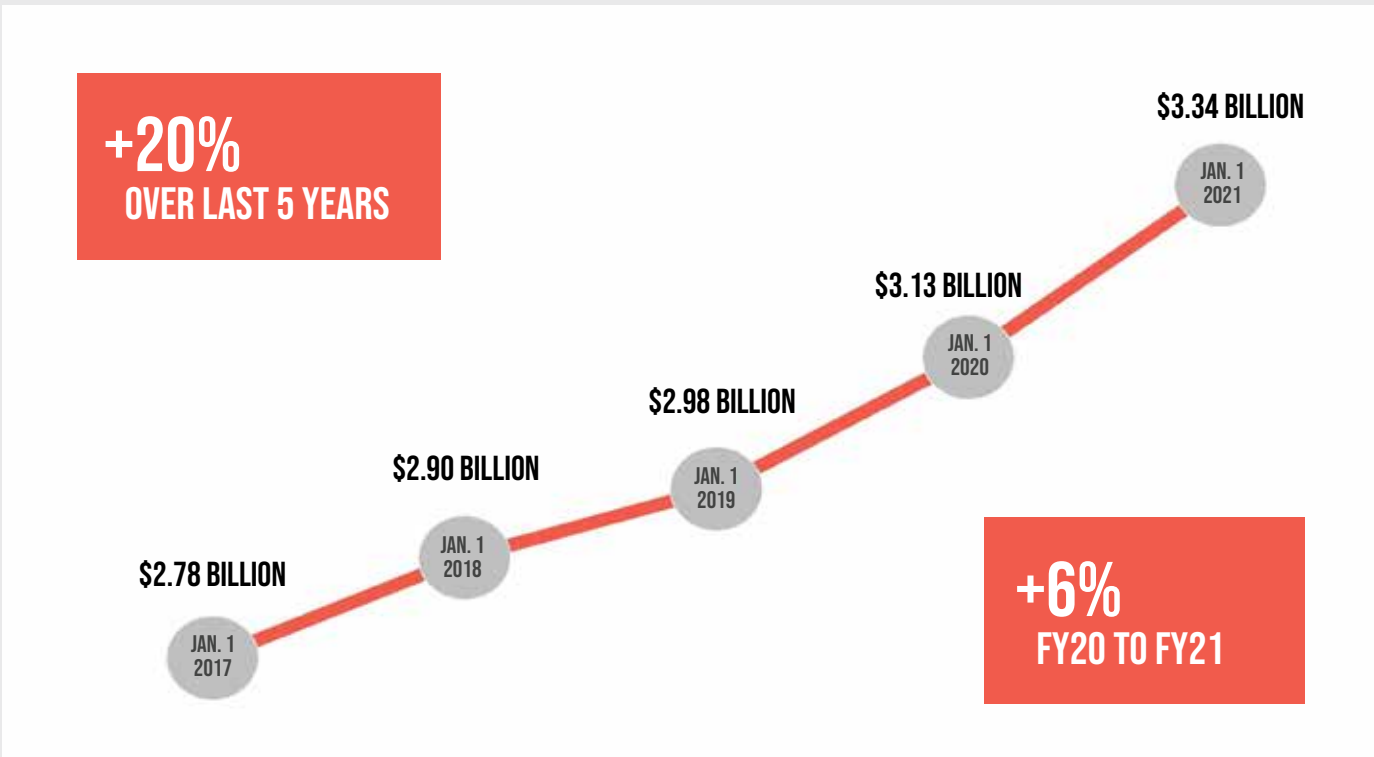 +20%
OVER LAST 5 YEARS
$3.34 BILLION
JAN. 1
2021
$3.13 BILLION
JAN. 1
2020
$2.98 BILLION
JAN. 1
2019
$2.90 BILLION
JAN. 1
2018
$2.78 BILLION
JAN. 1
2017
+6%
FY20 TO FY21